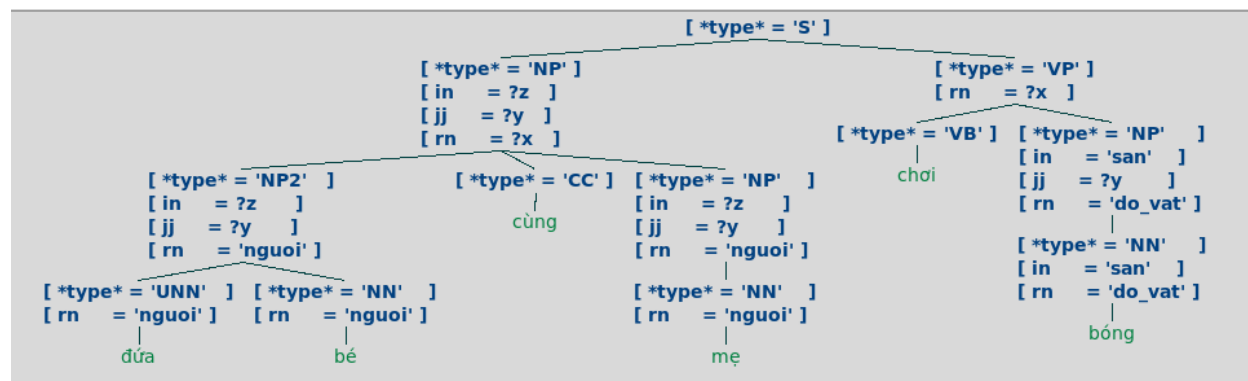 [ *type* = 'S' ]
[ *type* = 'NP' ] [ *type* = 'VP' ]
[ in = ?z ] [ rn = ?x ]
[ jj = ?y ]
[ rn = ?x ]
[ *type* = 'VB' ] [ *type* = 'NP' ]
chơi [ in = 'san' ]
[ jj = ?y ]
[ rn = 'do_vat' ]
[ *type* = 'NP2' ] [ *type* = 'CC' ] [ *type* = 'NP' ]
[ in = ?z ] cùng [ in = ?z ]
[ jj = ?y ] [ jj = ?y ]
[ rn = 'nguoi' ] [ rn = 'nguoi' ]
[ *type* = 'NN' ]
[ in = 'san' ]
[ rn = 'do_vat' ]
[ *type* = 'UNN' ] [ *type* = 'NN' ] [ *type* = 'NN' ]
[ rn = 'nguoi' ] [ rn = 'nguoi' ] [ rn = 'nguoi' ]
bóng
đứa bé mẹ